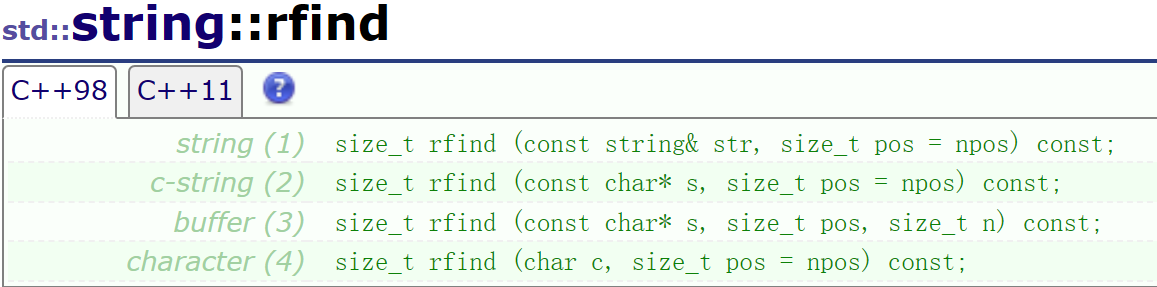 std::string::rfind
C++98 C++11 ?
string (1) size_t rfind (const string& str, size_t pos = npos) const;
c-string (2) size_t rfind (const char* s, size_t pos = npos) const;
buffer (3) size_t rfind (const char* s, size_t pos, size_t n) const;
character (4) size_t rfind (char c, size_t pos = npos) const;